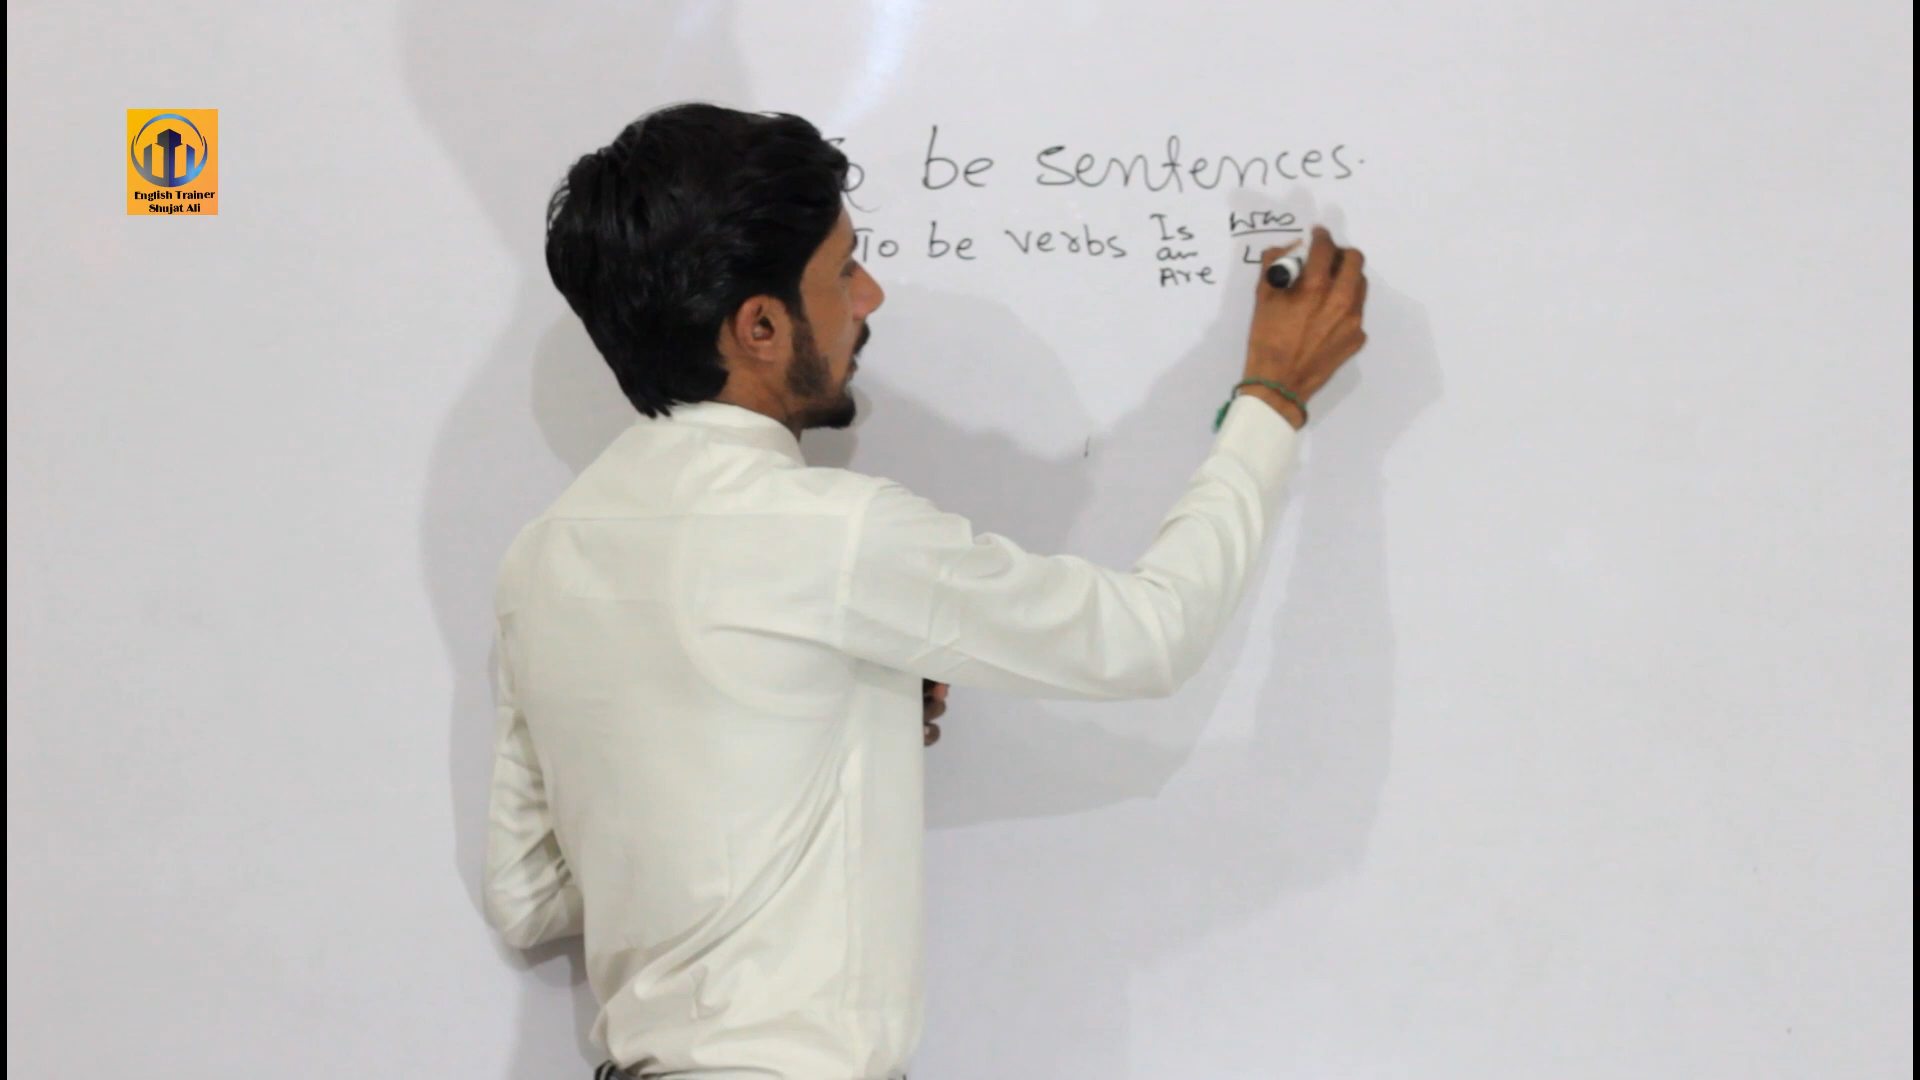 English Trainer
Shujat Ali
be sentences.
To be verbs Is was
am
Are